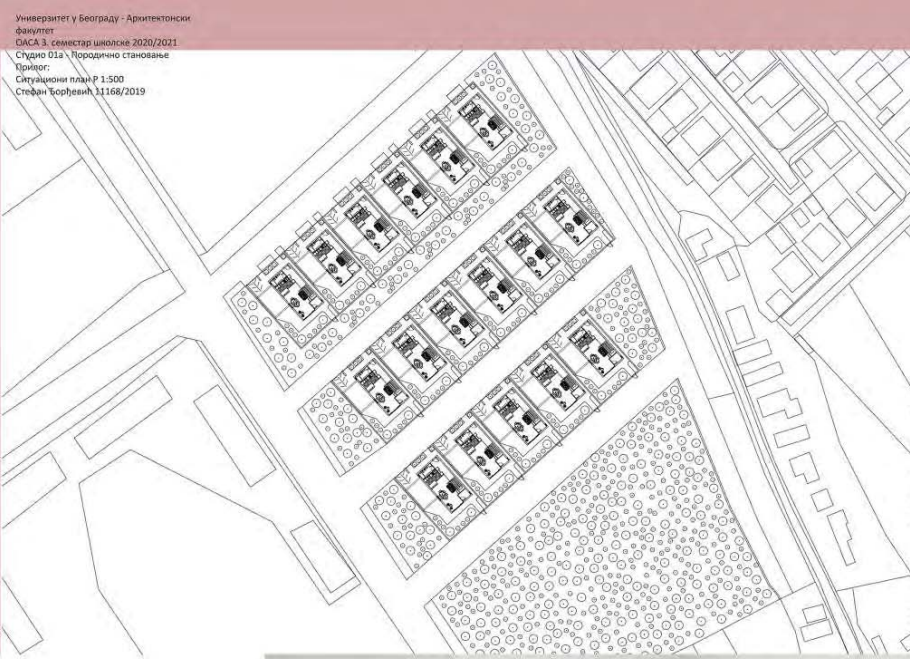 Универзитет у Београду - Архитектонски
факултет
ОАСА 3. семестар школске 2020/2021
Студио 01а - Породично становање
Прилог:
Ситуациони план Р 1:500
Стефан Ђорђевић 11168/2019